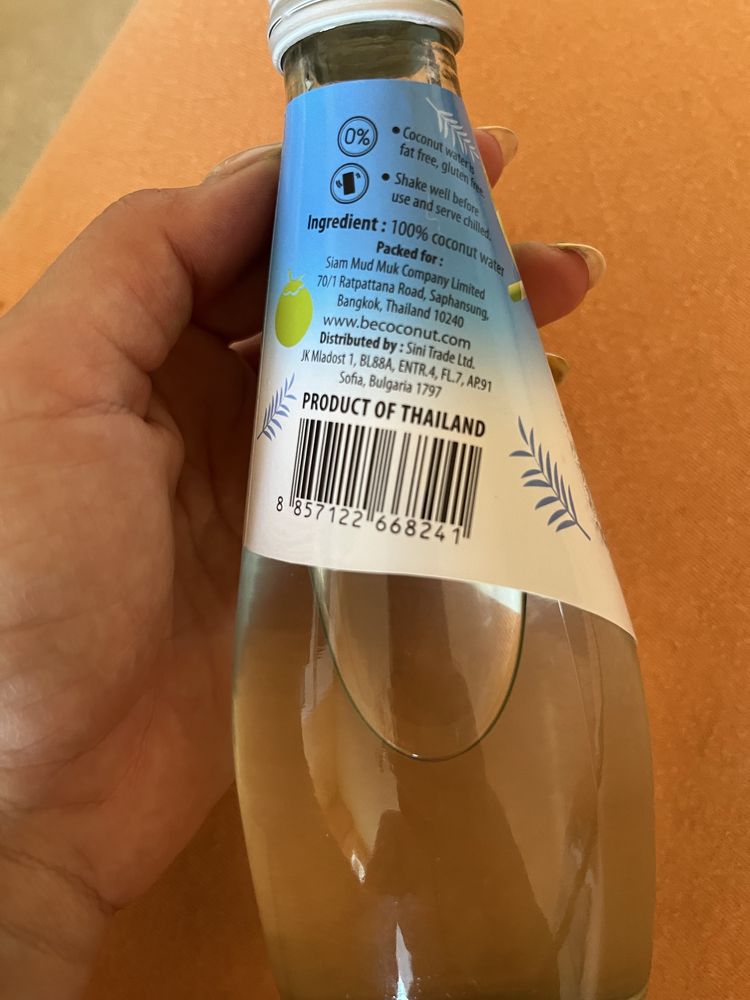 0%
• Coconut water is
fat free, gluten free
• Shake well before
use and serve chilled.
Ingredient : 100% coconut water
Packed for :
Siam Mud Muk Company Limited
70/1 Ratpattana Road, Saphansung,
Bangkok, Thailand 10240
www.becoconut.com
Distributed by : Sini Trade Ltd.
JK Mladost 1, BL88A, ENTR.4, FL.7, AP.91
Sofia, Bulgaria 1797
PRODUCT OF THAILAND
8 857122 668241